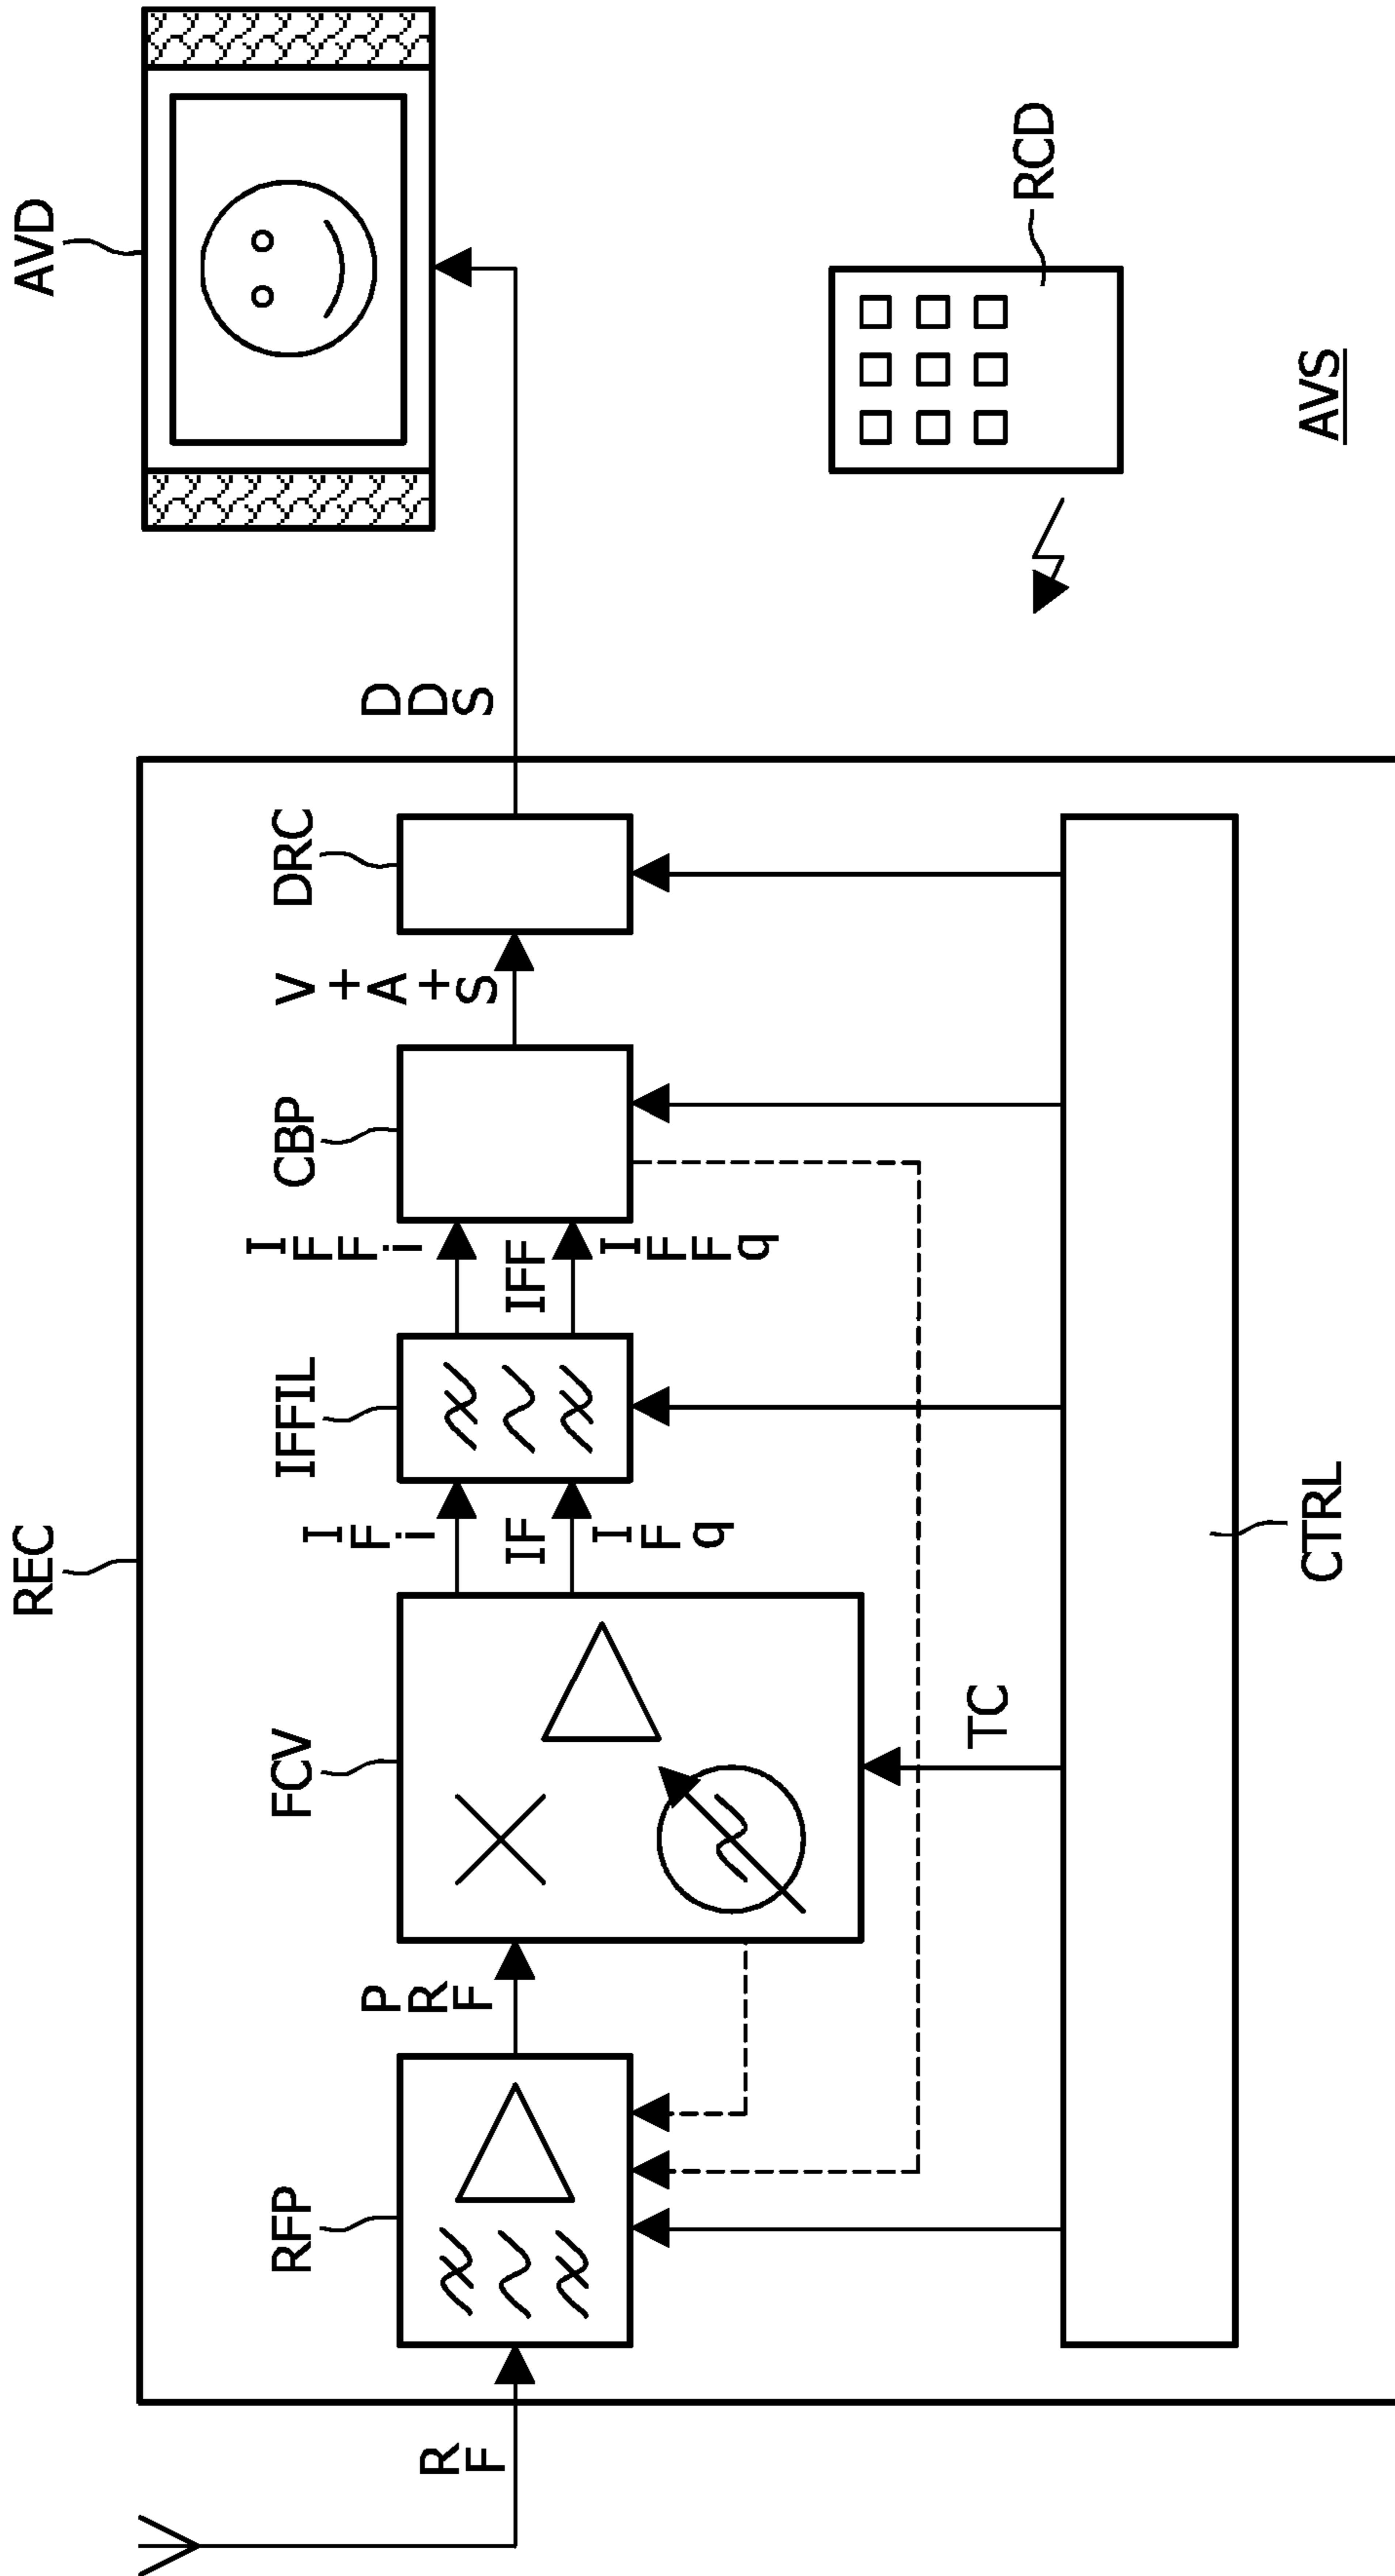 REC
AVD
RFP
FCV
IFFIL
CBP
DRC
RF
PRF
IFi
IF
IFq
IFFi
IFF
IFFq
V+A+S
DDS
TC
RCD
CTRL
AVS